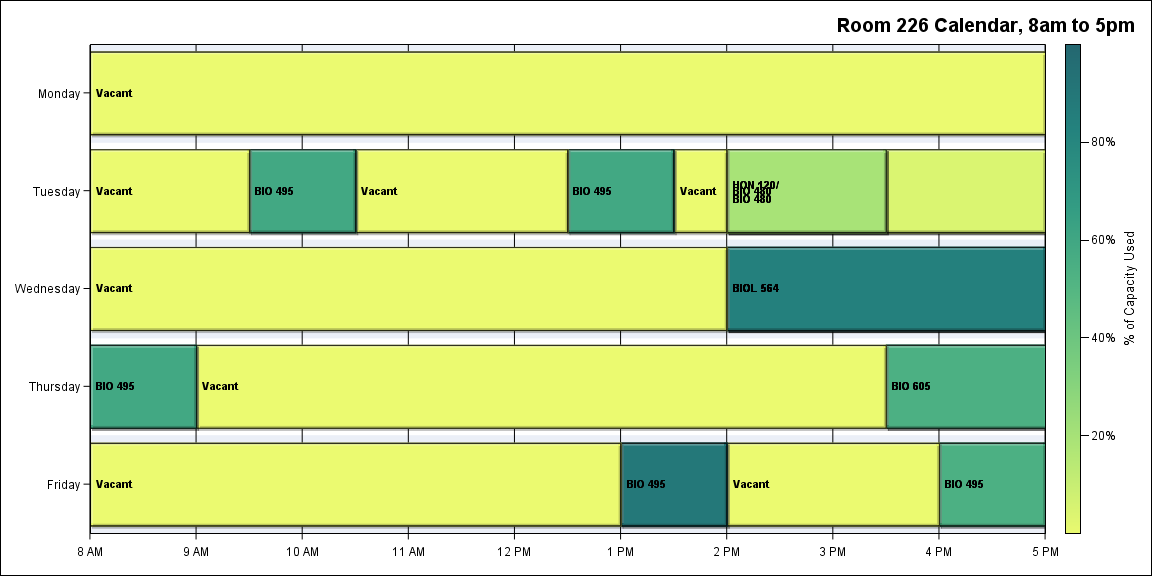 Room 226 Calendar, 8am to 5pm
Monday
Vacant
Tuesday
Vacant
BIO 495
Vacant
BIO 495
Vacant
HON 120/
BIO 480
BIO 480
Wednesday
Vacant
BIOL 564
Thursday
BIO 495
Vacant
BIO 605
Friday
Vacant
BIO 495
Vacant
BIO 495
8 AM
9 AM
10 AM
11 AM
12 PM
1 PM
2 PM
3 PM
4 PM
5 PM
80%
60%
40%
20%
% of Capacity Used